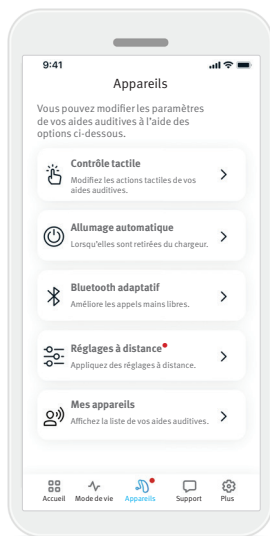 9:41
Appareils
Vous pouvez modifier les paramètres
de vos aides auditives à l'aide des
options ci-dessous.
Contrôle tactile
Modifiez les actions tactiles de vos
aides auditives.
Allumage automatique
Lorsqu'elles sont retirées du chargeur.
Bluetooth adaptatif
Améliore les appels mains libres.
Réglages à distance
Appliquez des réglages à distance.
Mes appareils
Affichez la liste de vos aides auditives.
Accueil Mode de vie Appareils Support Plus